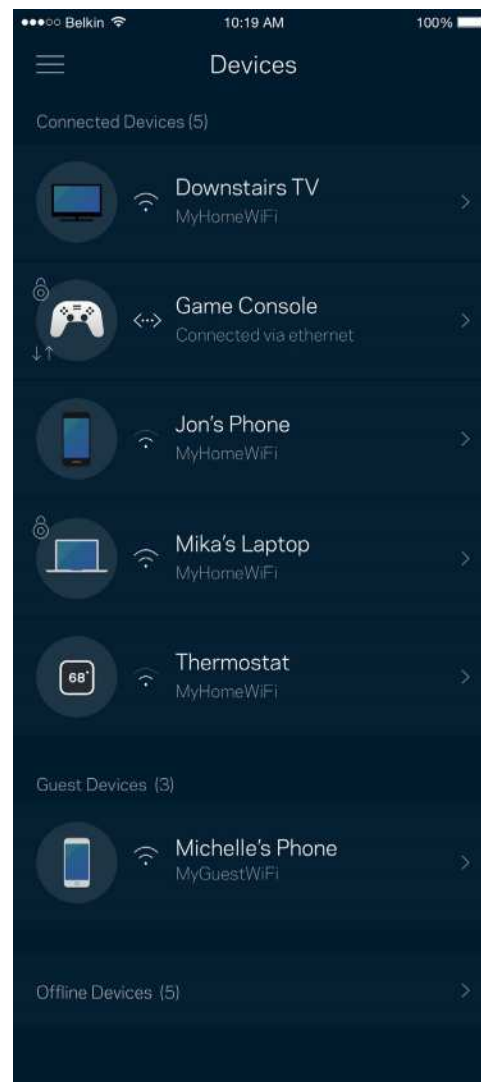 Belkin 10:19 AM 100%
Devices
Connected Devices (5)
Downstairs TV
MyHomeWiFi
Game Console
Connected via ethernet
Jon's Phone
MyHomeWiFi
Mika's Laptop
MyHomeWiFi
68°
Thermostat
MyHomeWiFi
Guest Devices (3)
Michelle's Phone
MyGuestWiFi
Offline Devices (5)